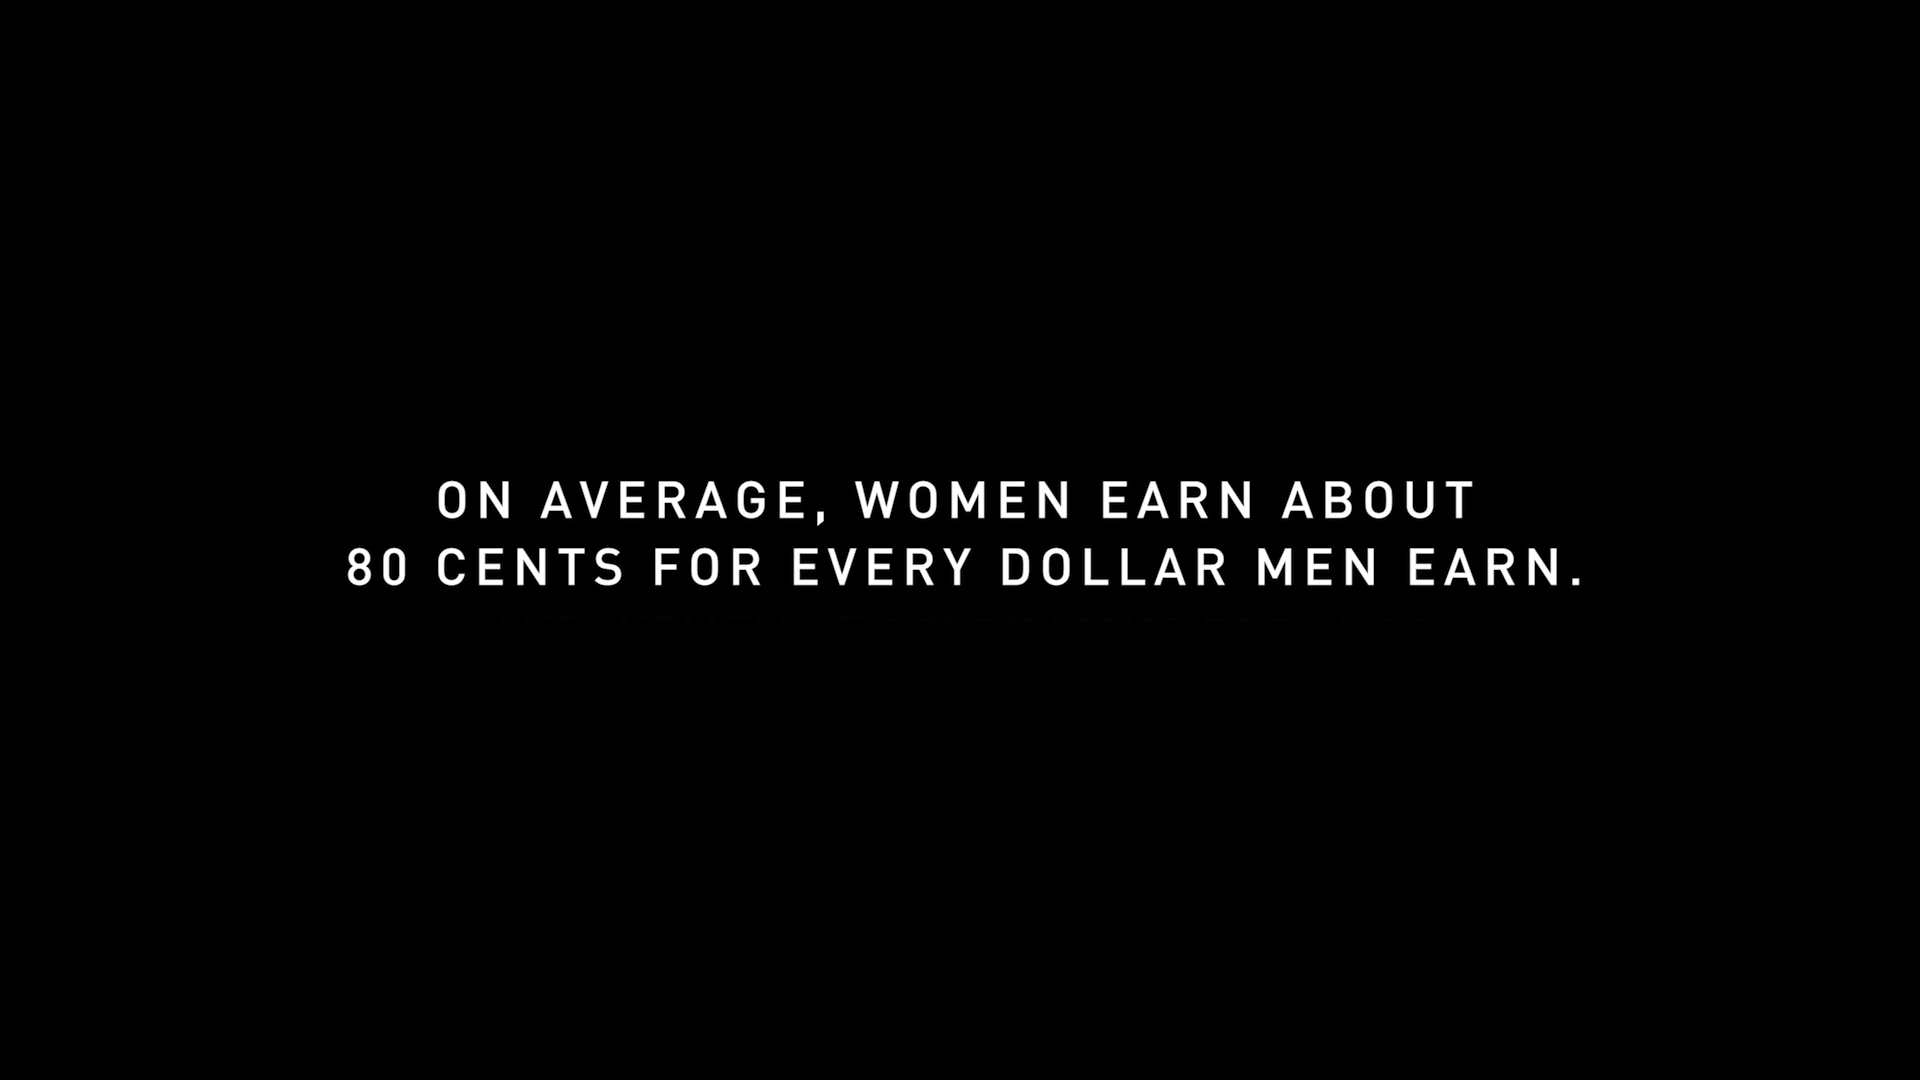 ON AVERAGE, WOMEN EARN ABOUT
80 CENTS FOR EVERY DOLLAR MEN EARN.